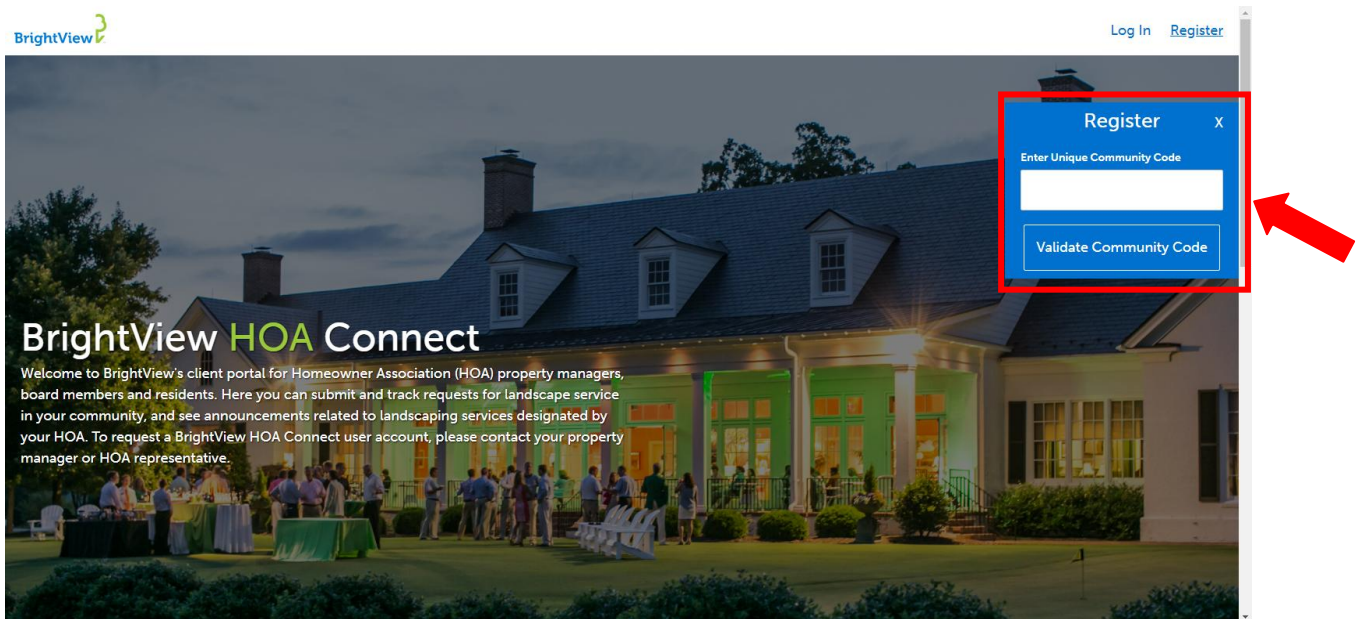 BrightView
Log In Register
Register X
Enter Unique Community Code
Validate Community Code
BrightView HOA Connect
Welcome to BrightView's client portal for Homeowner Association (HOA) property managers,
board members and residents. Here you can submit and track requests for landscape service
in your community, and see announcements related to landscaping services designated by
your HOA. To request a BrightView HOA Connect user account, please contact your property
manager or HOA representative.